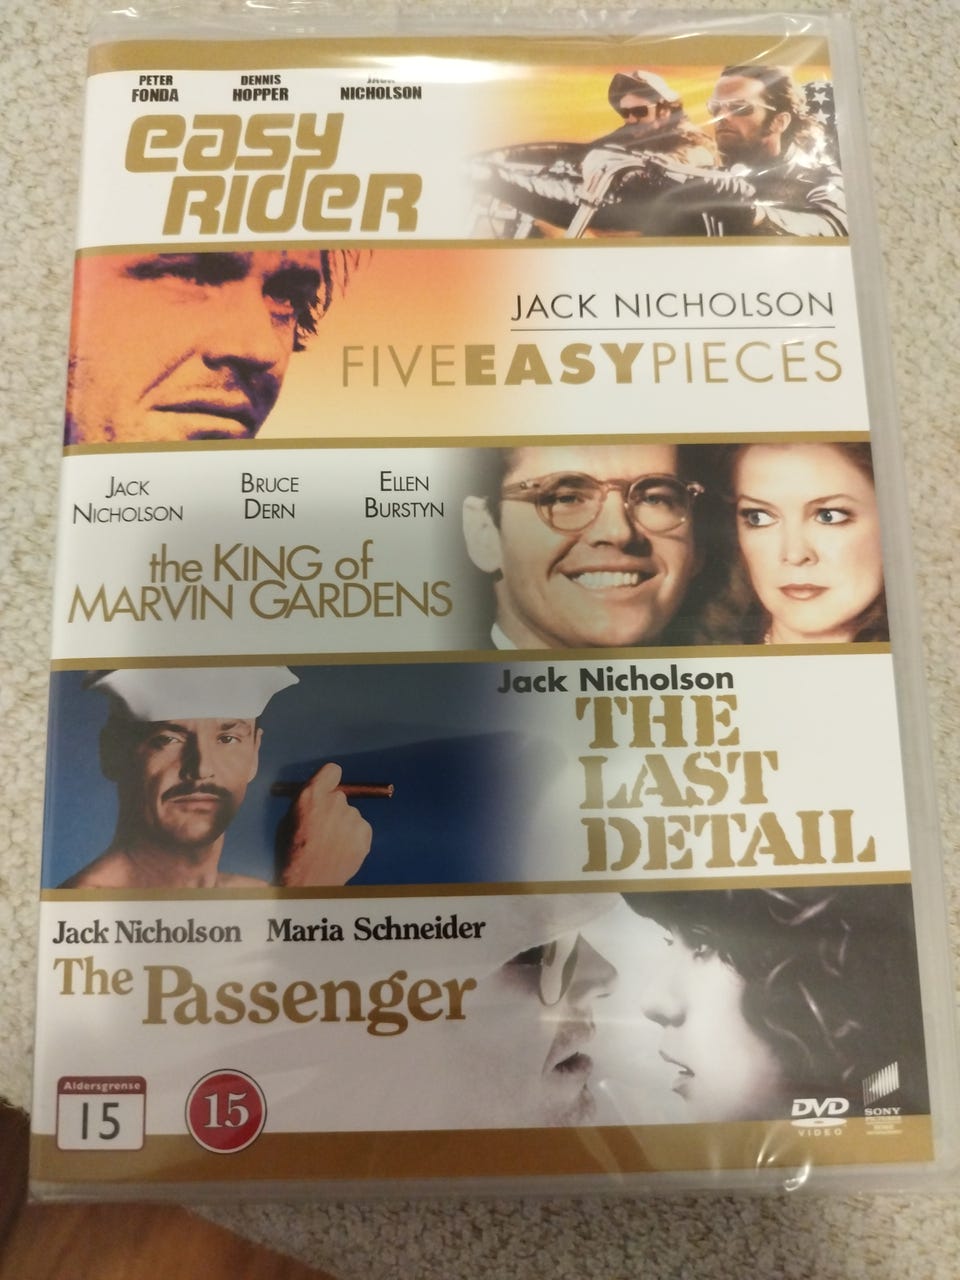 PETER DENNIS JACK
FONDA HOPPER NICHOLSON
easy
RIDER
JACK NICHOLSON
FIVEEASYPIECES
JACK BRUCE ELLEN
NICHOLSON DERN BURSTYN
the KING of
MARVIN GARDENS
Jack Nicholson
THE
LAST
DETAIL
Jack Nicholson Maria Schneider
The Passenger
Aldersgrense
15
15
DVD
VIDEO
SONY